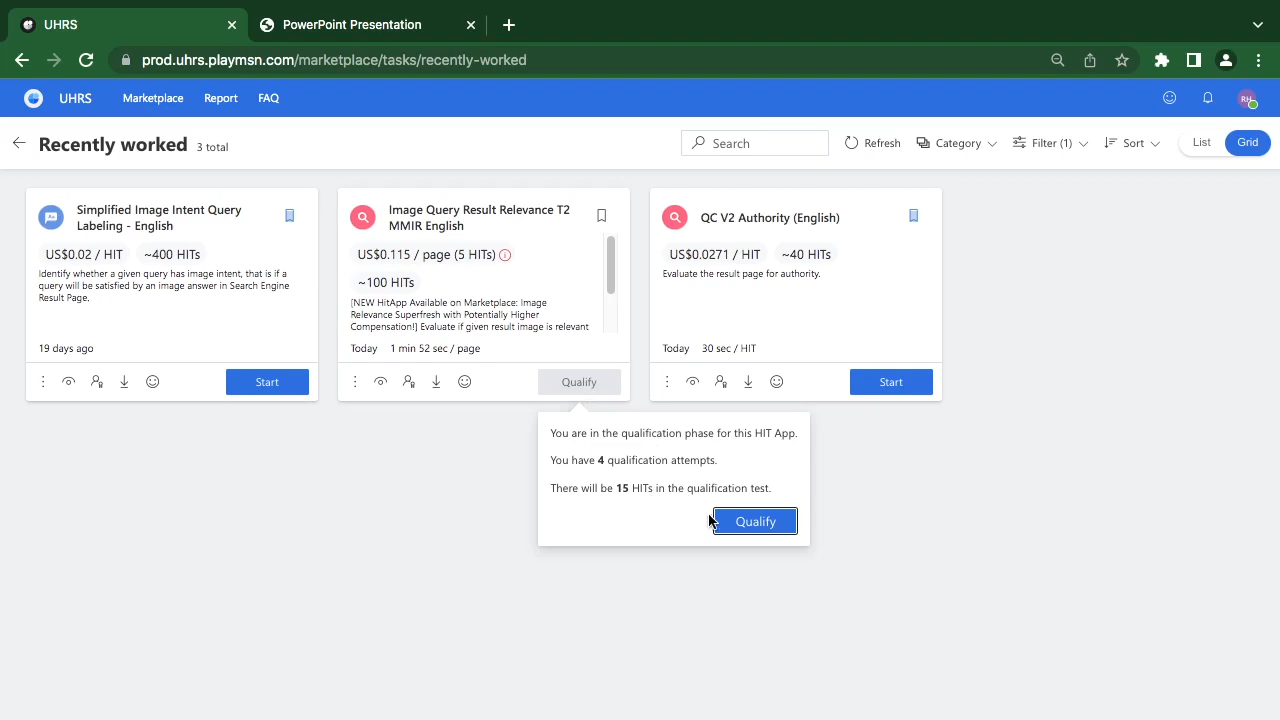 UHRS
PowerPoint Presentation
prod.uhrs.playmsn.com/marketplace/tasks/recently-worked
UHRS Marketplace Report FAQ
RH
Recently worked 3 total
Search
Refresh
Category
Filter (1)
Sort
List
Grid
Simplified Image Intent Query
Labeling - English
US$0.02 / HIT ~400 HITs
Identify whether a given query has image intent, that is if a
query will be satisfied by an image answer in Search Engine
Result Page.
19 days ago
Start
Image Query Result Relevance T2
MMIR English
US$0.115 / page (5 HITs)
~100 HITs
[NEW HitApp Available on Marketplace: Image
Relevance Superfresh with Potentially Higher
Compensation!] Evaluate if given result image is relevant
Today 1 min 52 sec / page
Qualify
QC V2 Authority (English)
US$0.0271 / HIT ~40 HITs
Evaluate the result page for authority.
Today 30 sec / HIT
Start
You are in the qualification phase for this HIT App.
You have 4 qualification attempts.
There will be 15 HITs in the qualification test.
Qualify